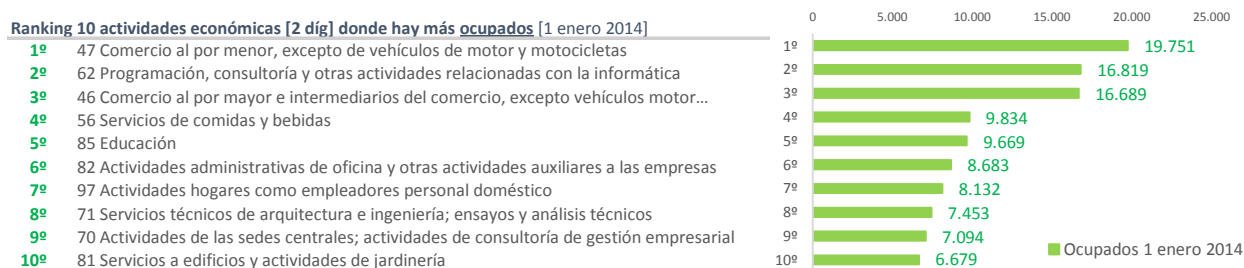 Ranking 10 actividades económicas [2 díg] donde hay más ocupados [1 enero 2014]
1º 47 Comercio al por menor, excepto de vehículos de motor y motocicletas
2º 62 Programación, consultoría y otras actividades relacionadas con la informática
3º 46 Comercio al por mayor e intermediarios del comercio, excepto vehículos motor...
4º 56 Servicios de comidas y bebidas
5º 85 Educación
6º 82 Actividades administrativas de oficina y otras actividades auxiliares a las empresas
7º 97 Actividades hogares como empleadores personal doméstico
8º 71 Servicios técnicos de arquitectura e ingeniería; ensayos y análisis técnicos
9º 70 Actividades de las sedes centrales; actividades de consultoría de gestión empresarial
10º 81 Servicios a edificios y actividades de jardinería
0 5.000 10.000 15.000 20.000 25.000
1º 19.751
2º 16.819
3º 16.689
4º 9.834
5º 9.669
6º 8.683
7º 8.132
8º 7.453
9º 7.094
10º 6.679
Ocupados 1 enero 2014